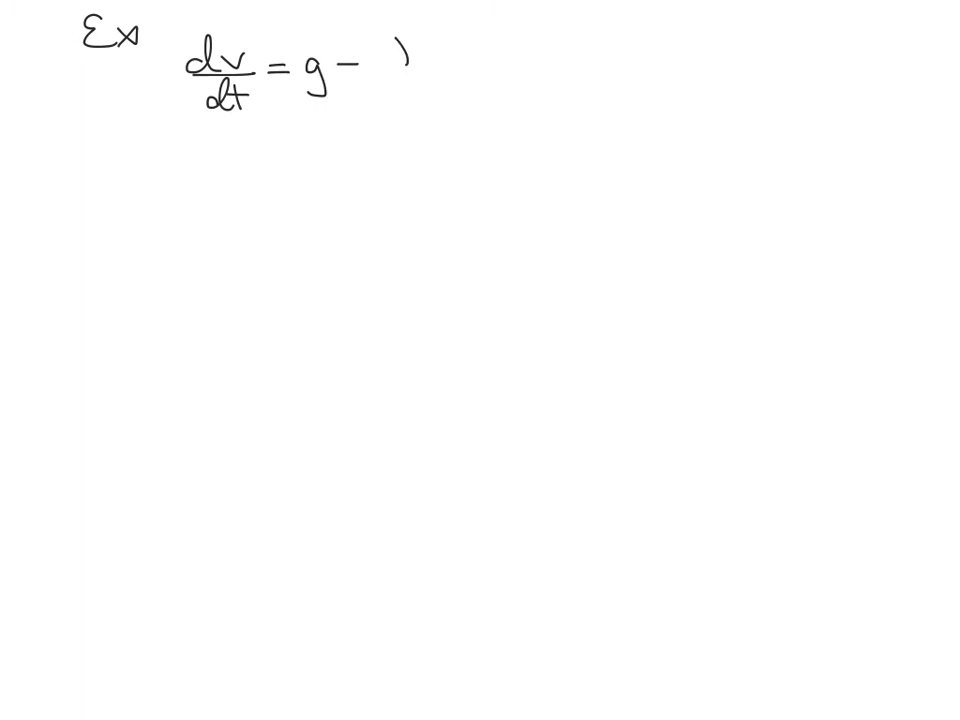 Ex dv/dt = g -